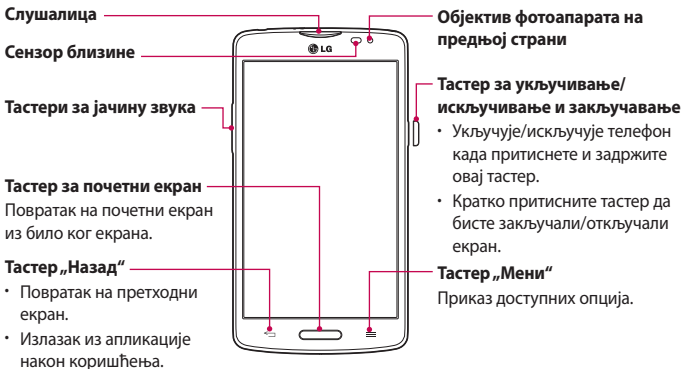 Слушалица
Сензор близине
Тастери за јачину звука
Тастер за почетни екран
Повратак на почетни екран
из било ког екрана.
Тастер „Назад“
• Повратак на претходни
екран.
• Излазак из апликације
након коришћења.
LG
Објектив фотоапарата на
предњој страни
Тастер за укључивање/
искључивање и закључавање
• Укључује/искључује телефон
када притиснете и задржите
овај тастер.
• Кратко притисните тастер да
бисте закључали/откључали
екран.
Тастер „Мени“
Приказ доступних опција.